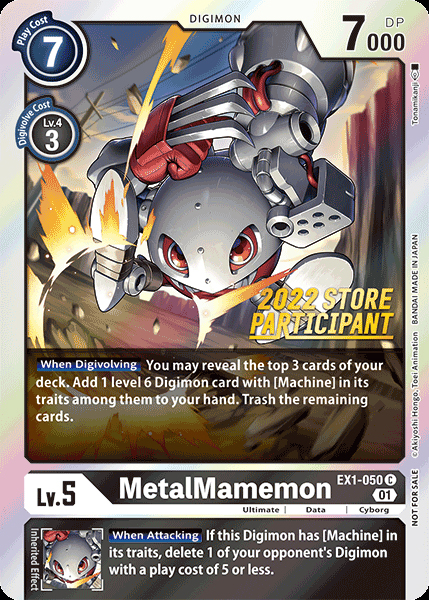 DIGIMON
Play Cost
7
DP
7000
Digivolve Cost
Lv.4
3
Tonamikanji
2022 STORE
PARTICIPANT
When Digivolving You may reveal the top 3 cards of your
deck. Add 1 level 6 Digimon card with [Machine] in its
traits among them to your hand. Trash the remaining
cards.
©Akiyoshi Hongo, Toei Animation BANDAI MADE IN JAPAN
NOT FOR SALE
EX1-050 C
01
Lv.5
MetalMamemon
Ultimate | Data | Cyborg
Inherited Effect
When Attacking If this Digimon has [Machine] in
its traits, delete 1 of your opponent's Digimon
with a play cost of 5 or less.